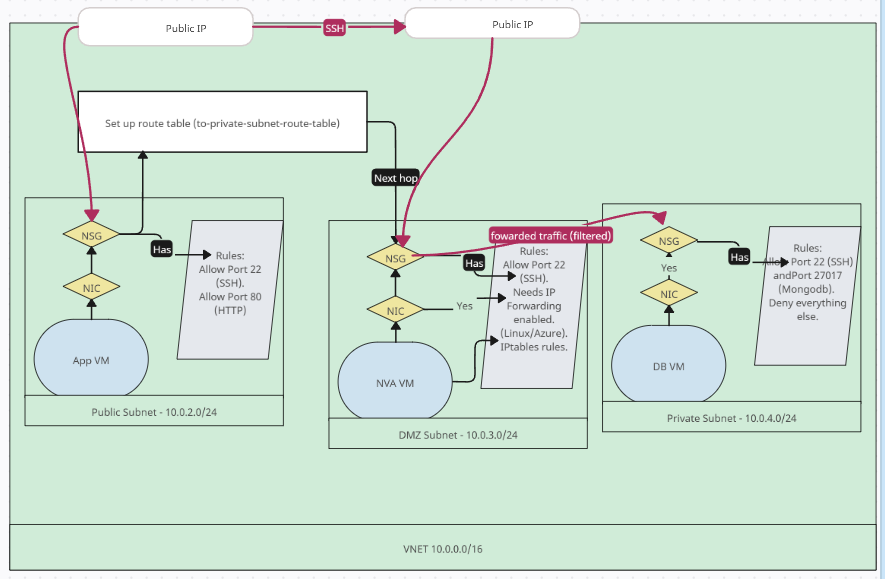 Public IP
SSH
Public IP
Set up route table (to-private-subnet-route-table)
Next hop
NSG
Has
Rules:
Allow Port 22
(SSH).
Allow Port 80
(HTTP)
NIC
App VM
Public Subnet - 10.0.2.0/24
fowarded traffic (filtered)
NSG
Has
Rules:
Allow Port 22
(SSH).
Needs IP
Forwarding
enabled.
(Linux/Azure).
IPtables rules.
NIC
Yes
NVA VM
DMZ Subnet - 10.0.3.0/24
NSG
Has
Rules:
Allow Port 22 (SSH)
andPort 27017
(Mongodb).
Deny everything
else.
Yes
NIC
DB VM
Private Subnet - 10.0.4.0/24
VNET 10.0.0.0/16